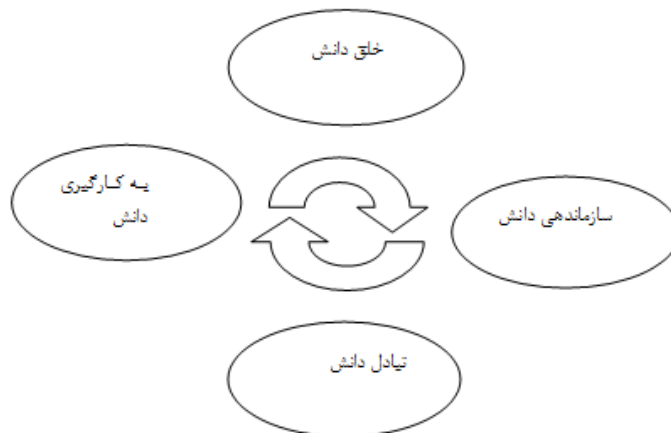 خلق دانش
به کارگیری
دانش
سازماندهی دانش
تبادل دانش